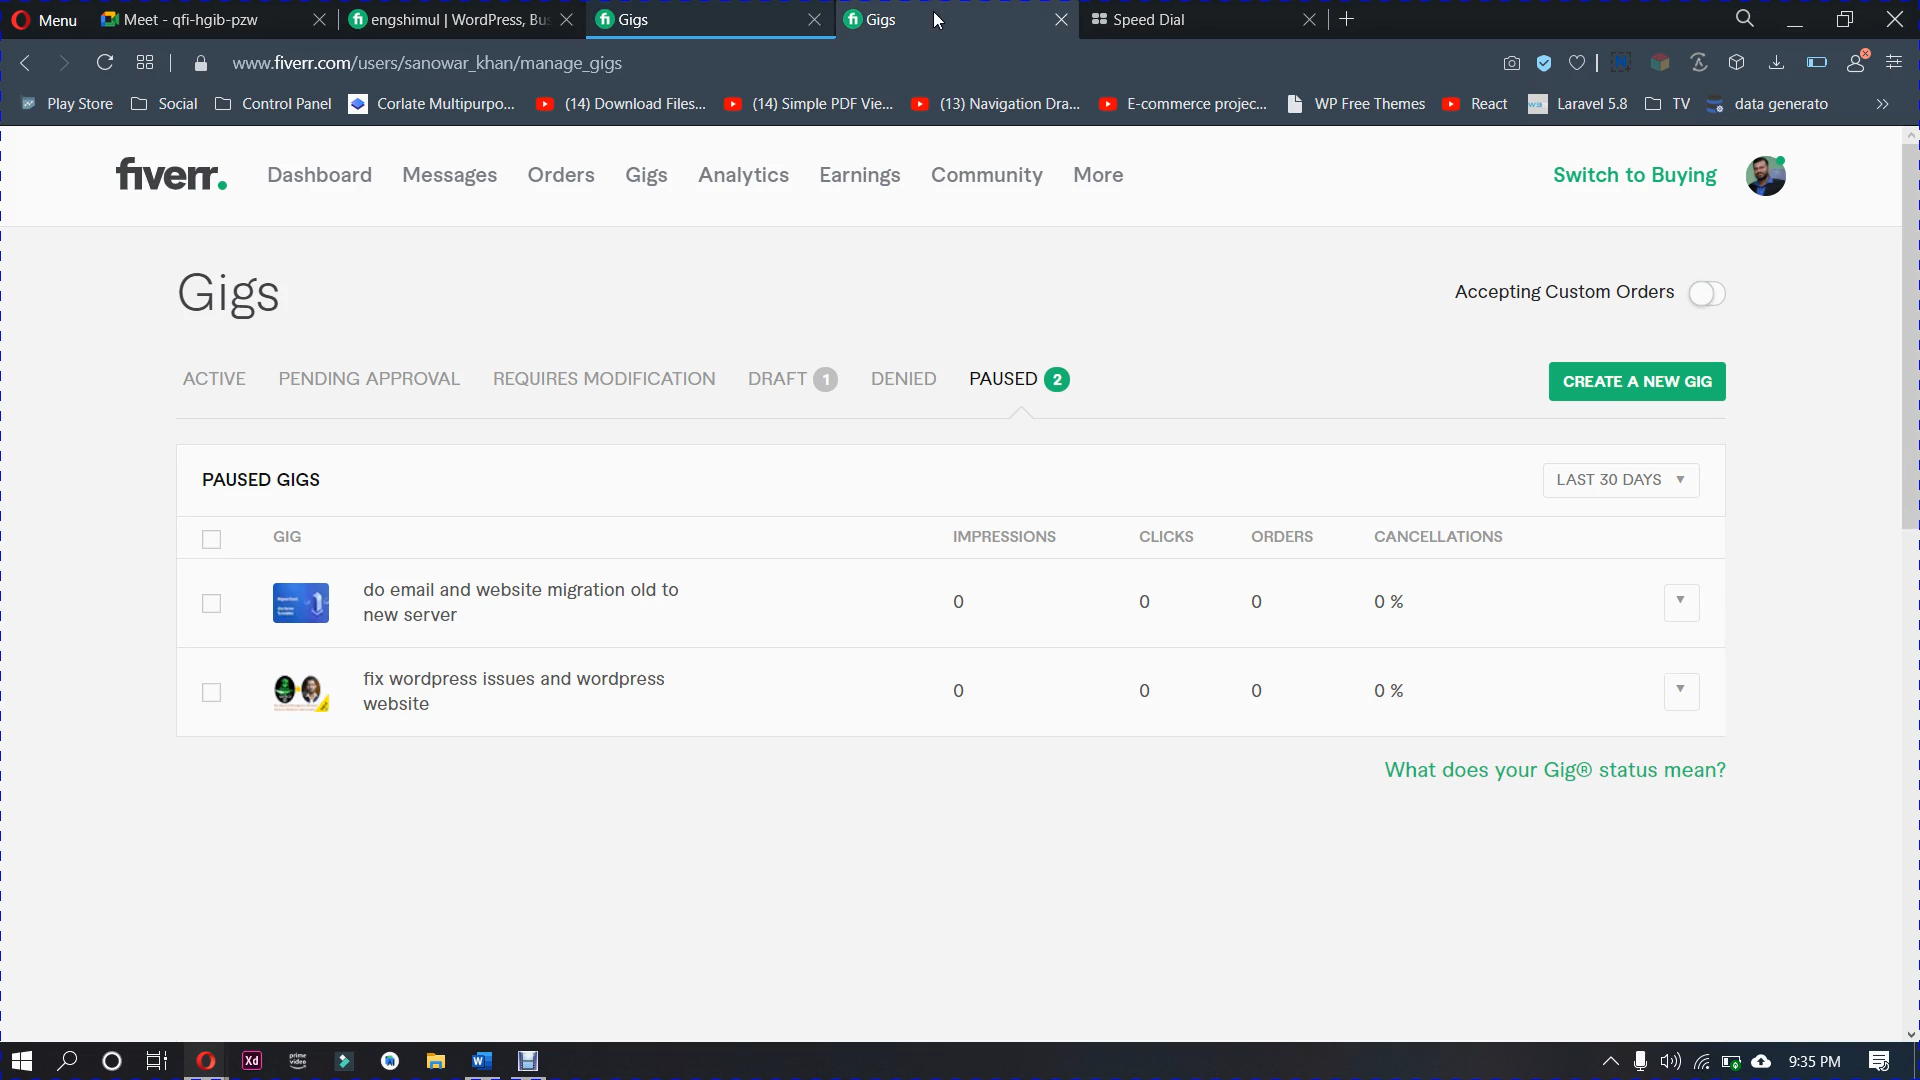 Menu
Meet - qfi-hgib-pzw
engshimul | WordPress, Bu
Gigs
Gigs
Speed Dial
www.fiverr.com/users/sanowar_khan/manage_gigs
Play Store
Social
Control Panel
Corlate Multipurpo...
(14) Download Files...
(14) Simple PDF Vie...
(13) Navigation Dra...
E-commerce projec...
WP Free Themes
React
Laravel 5.8
TV
data generato
fiverr.
Dashboard
Messages
Orders
Gigs
Analytics
Earnings
Community
More
Switch to Buying
Gigs
Accepting Custom Orders
ACTIVE
PENDING APPROVAL
REQUIRES MODIFICATION
DRAFT 1
DENIED
PAUSED 2
CREATE A NEW GIG
PAUSED GIGS
LAST 30 DAYS
GIG
IMPRESSIONS
CLICKS
ORDERS
CANCELLATIONS
do email and website migration old to
new server
0
0
0
0 %
fix wordpress issues and wordpress
website
0
0
0
0 %
What does your Gig® status mean?
Xd
prime
video
9:35 PM